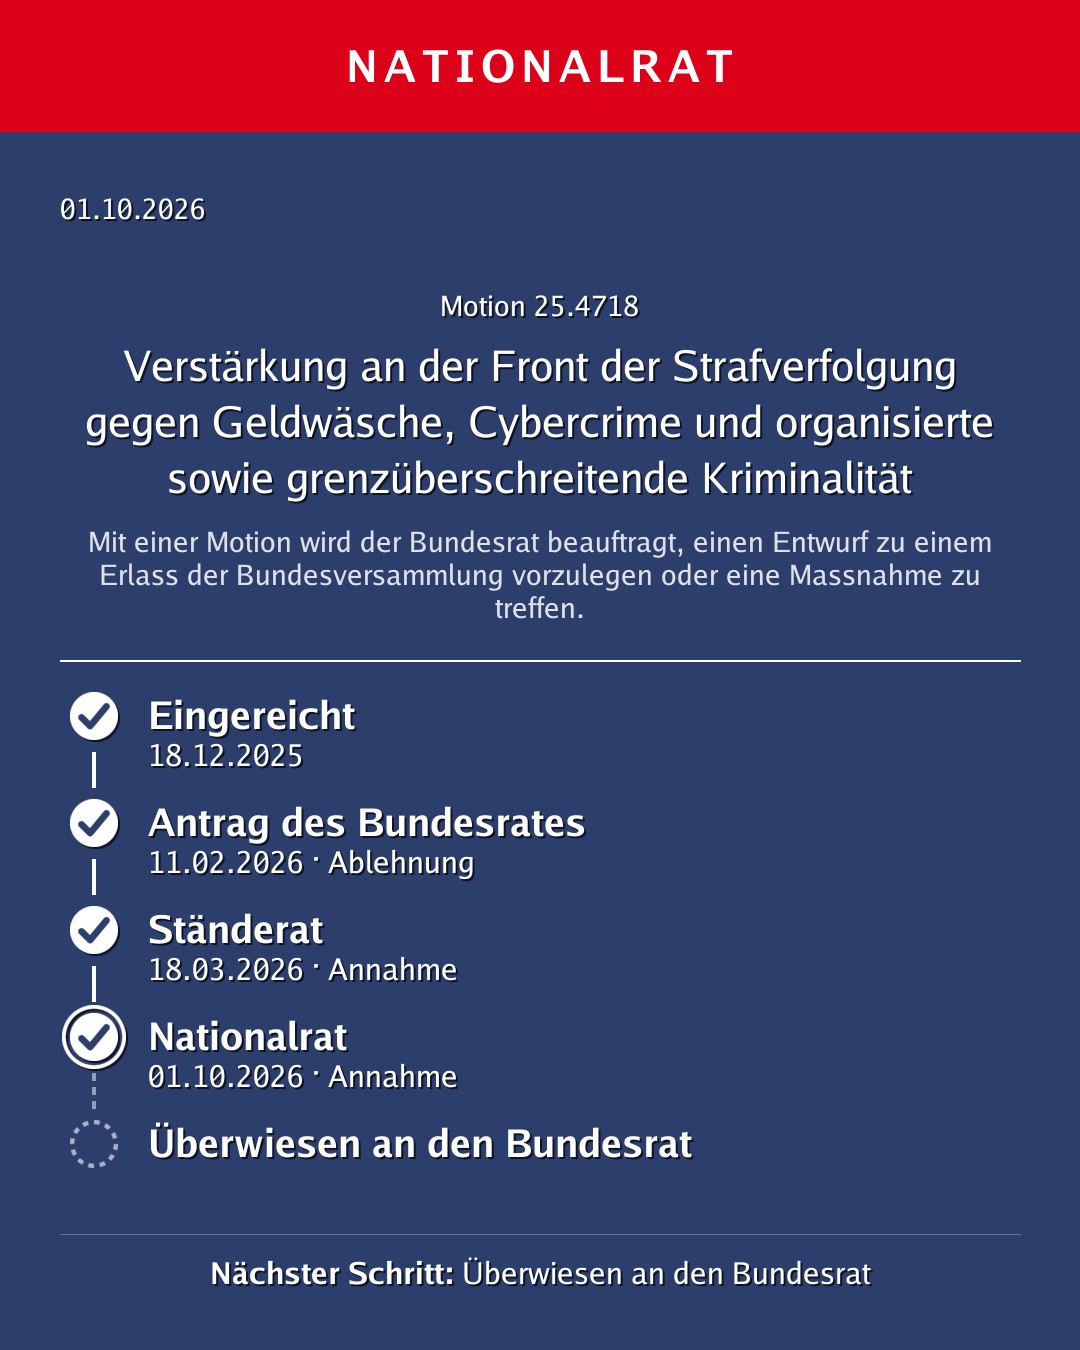 NATIONALRAT
01.10.2026
Motion 25.4718
Verstärkung an der Front der Strafverfolgung
gegen Geldwäsche, Cybercrime und organisierte
sowie grenzüberschreitende Kriminalität
Mit einer Motion wird der Bundesrat beauftragt, einen Entwurf zu einem
Erlass der Bundesversammlung vorzulegen oder eine Massnahme zu
treffen.
Eingereicht
18.12.2025
Antrag des Bundesrates
11.02.2026 · Ablehnung
Ständerat
18.03.2026 · Annahme
Nationalrat
01.10.2026 · Annahme
Überwiesen an den Bundesrat
Nächster Schritt: Überwiesen an den Bundesrat